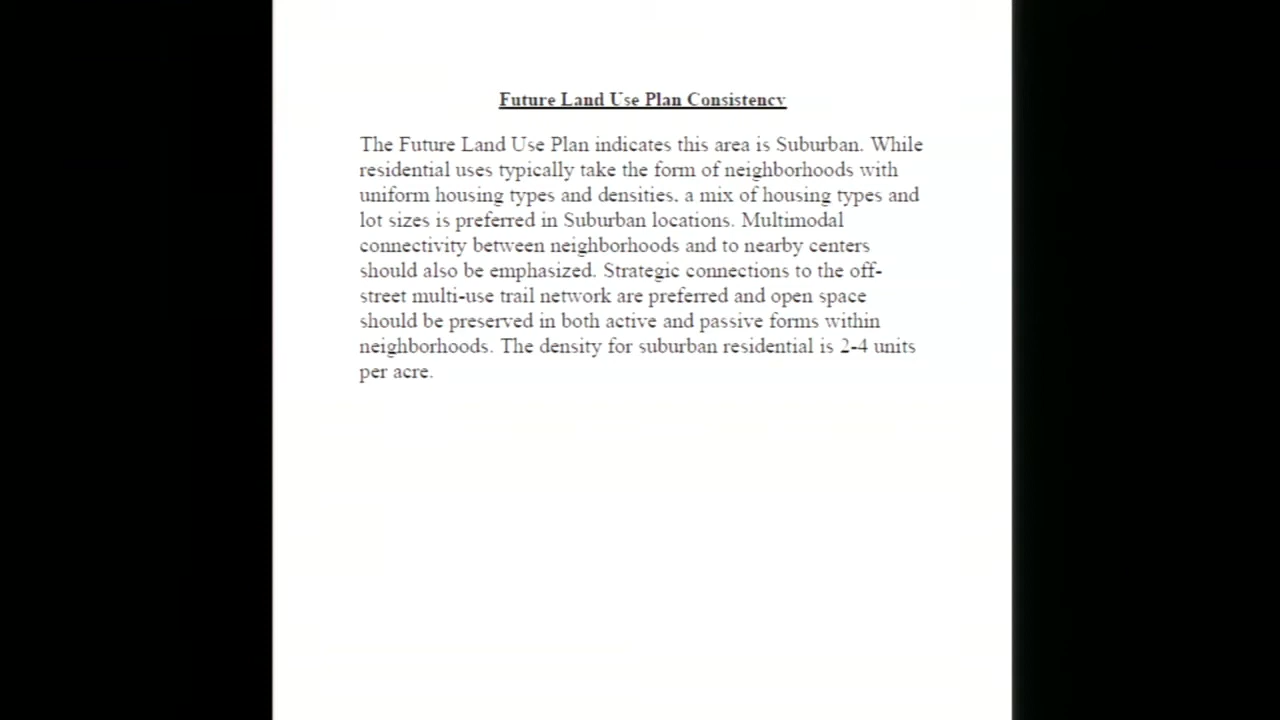 Future Land Use Plan Consistency
The Future Land Use Plan indicates this area is Suburban. While
residential uses typically take the form of neighborhoods with
uniform housing types and densities, a mix of housing types and
lot sizes is preferred in Suburban locations. Multimodal
connectivity between neighborhoods and to nearby centers
should also be emphasized. Strategic connections to the off-
street multi-use trail network are preferred and open space
should be preserved in both active and passive forms within
neighborhoods. The density for suburban residential is 2-4 units
per acre.